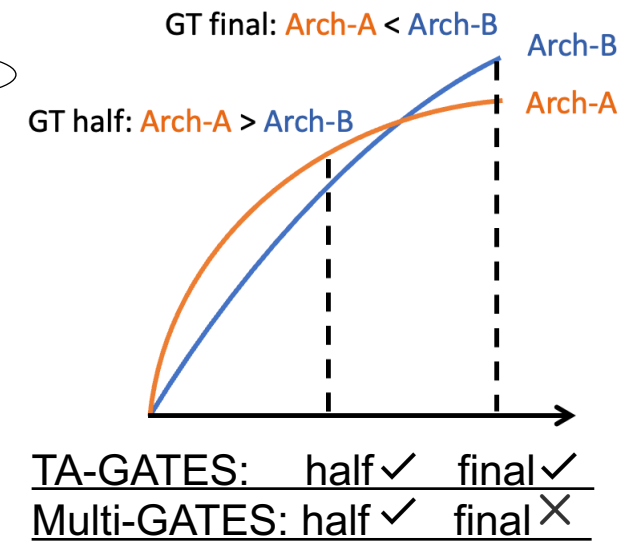 GT final: Arch-A < Arch-B
Arch-B
Arch-A
GT half: Arch-A > Arch-B
TA-GATES: half✓ final✓
Multi-GATES: half✓ final✕